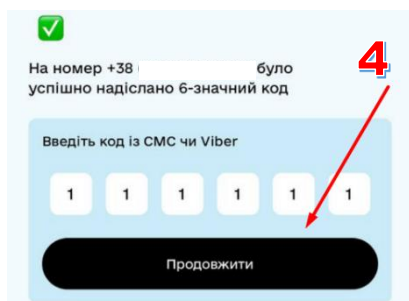 На номер +38 було
успішно надіслано 6-значний код
4
Введіть код із СМС чи Viber
1 1 1 1 1 1
Продовжити